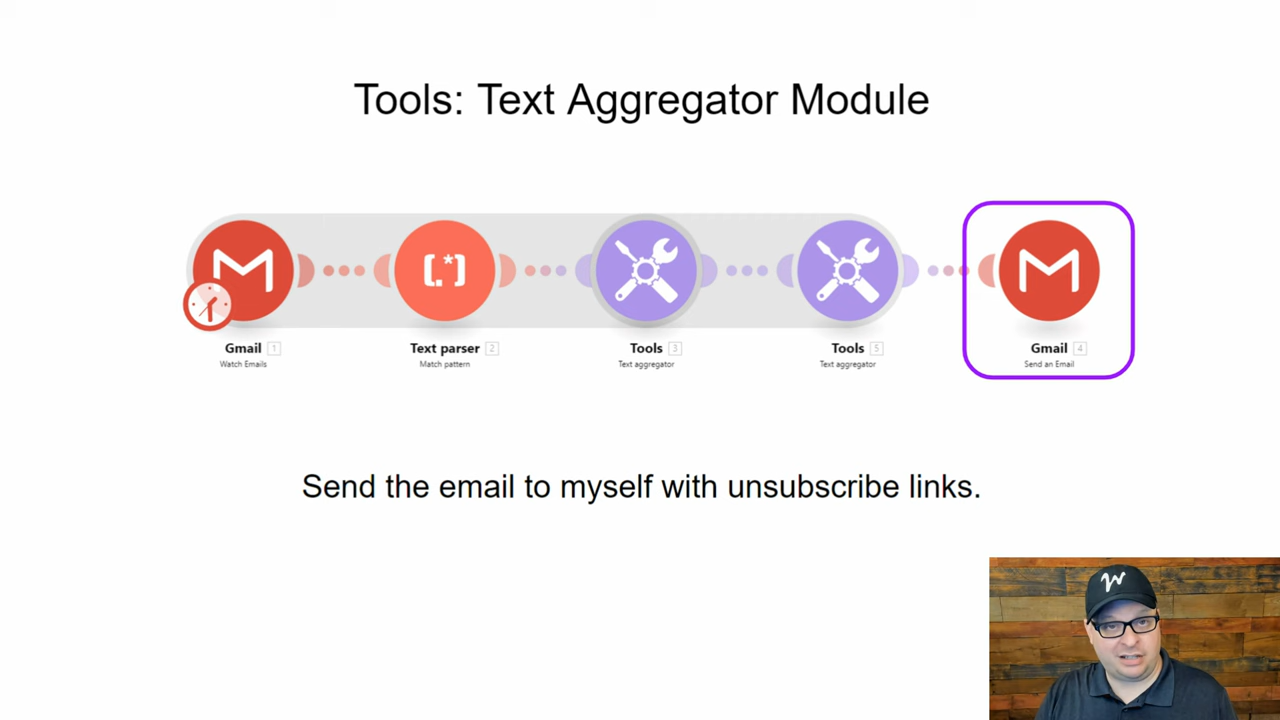 Tools: Text Aggregator Module
Gmail 1
Watch Emails
Text parser 2
Match pattern
Tools 3
Text aggregator
Tools 5
Text aggregator
Gmail 4
Send an Email
Send the email to myself with unsubscribe links.
W